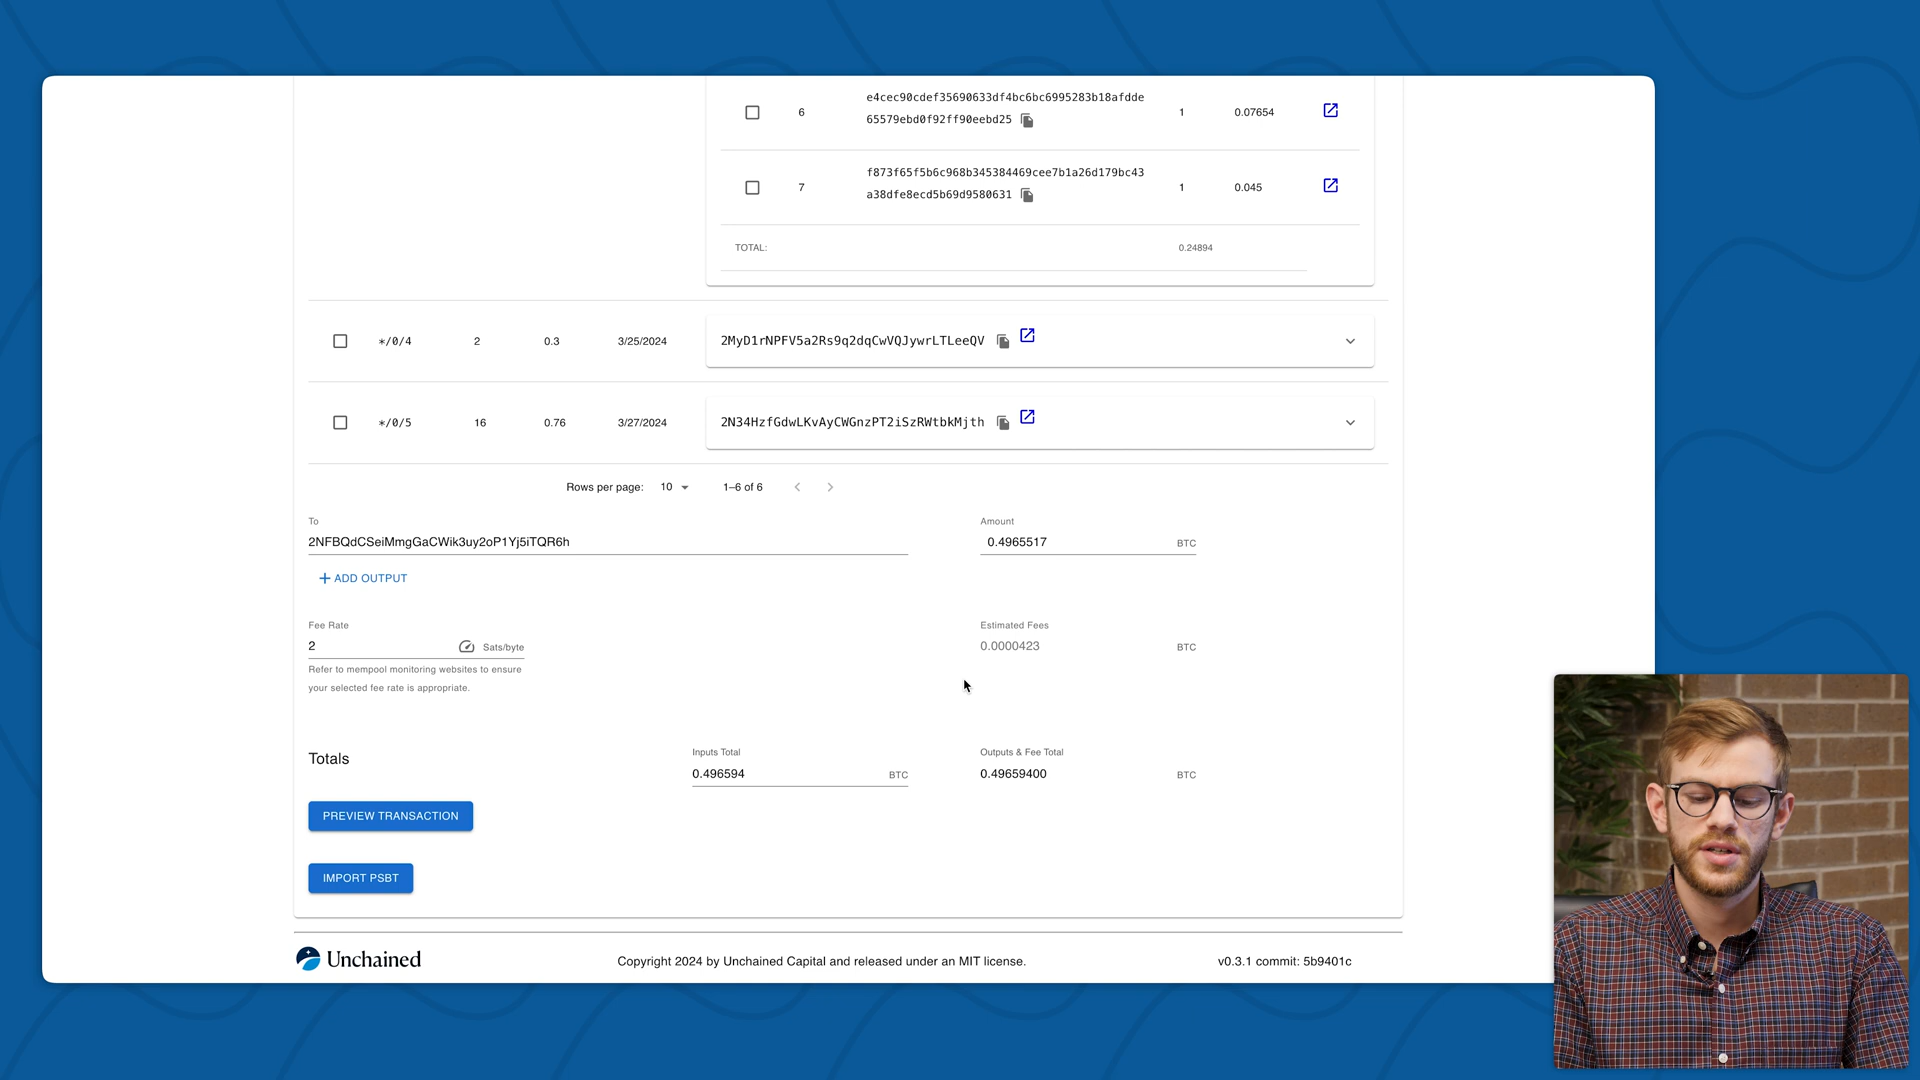 6 e4cec90cdef35690633df4bc6bc6995283b18afdde 1 0.07654
65579ebd0f92ff90eebd25
7 f873f65f5b6c968b345384469cee7b1a26d179bc43 1 0.045
a38dfe8ecd5b69d9580631
TOTAL: 0.24894
*/0/4 2 0.3 3/25/2024 2MyD1rNPFV5a2Rs9q2dqCwVQJywrLTLeeQV
*/0/5 16 0.76 3/27/2024 2N34HzfGdwLKvAyCWGnzPT2iSzRWtbkMjth
Rows per page: 10 1–6 of 6
To Amount
2NFBQdCSeiMmgGaCWik3uy2oP1Yj5iTQR6h 0.4965517 BTC
+ ADD OUTPUT
Fee Rate Estimated Fees
2 Sats/byte 0.0000423 BTC
Refer to mempool monitoring websites to ensure
your selected fee rate is appropriate.
Totals Inputs Total Outputs & Fee Total
0.496594 BTC 0.49659400 BTC
PREVIEW TRANSACTION
IMPORT PSBT
Unchained Copyright 2024 by Unchained Capital and released under an MIT license. v0.3.1 commit: 5b9401c